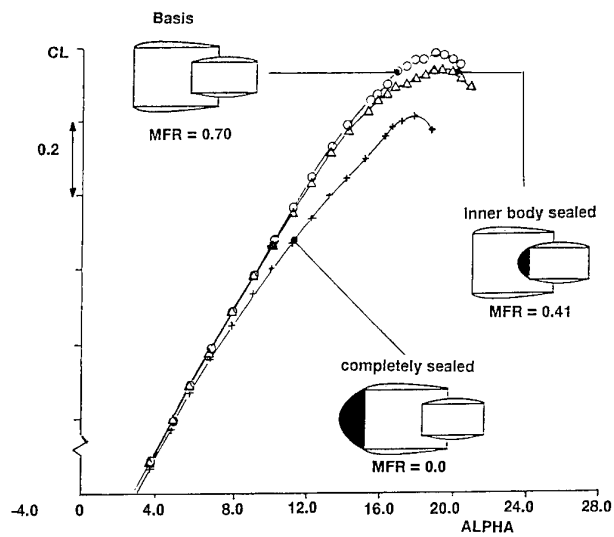 Basis
CL
MFR = 0.70
0.2
Inner body sealed
MFR = 0.41
completely sealed
MFR = 0.0
-4.0 0.0 4.0 8.0 12.0 16.0 20.0 24.0 28.0
ALPHA